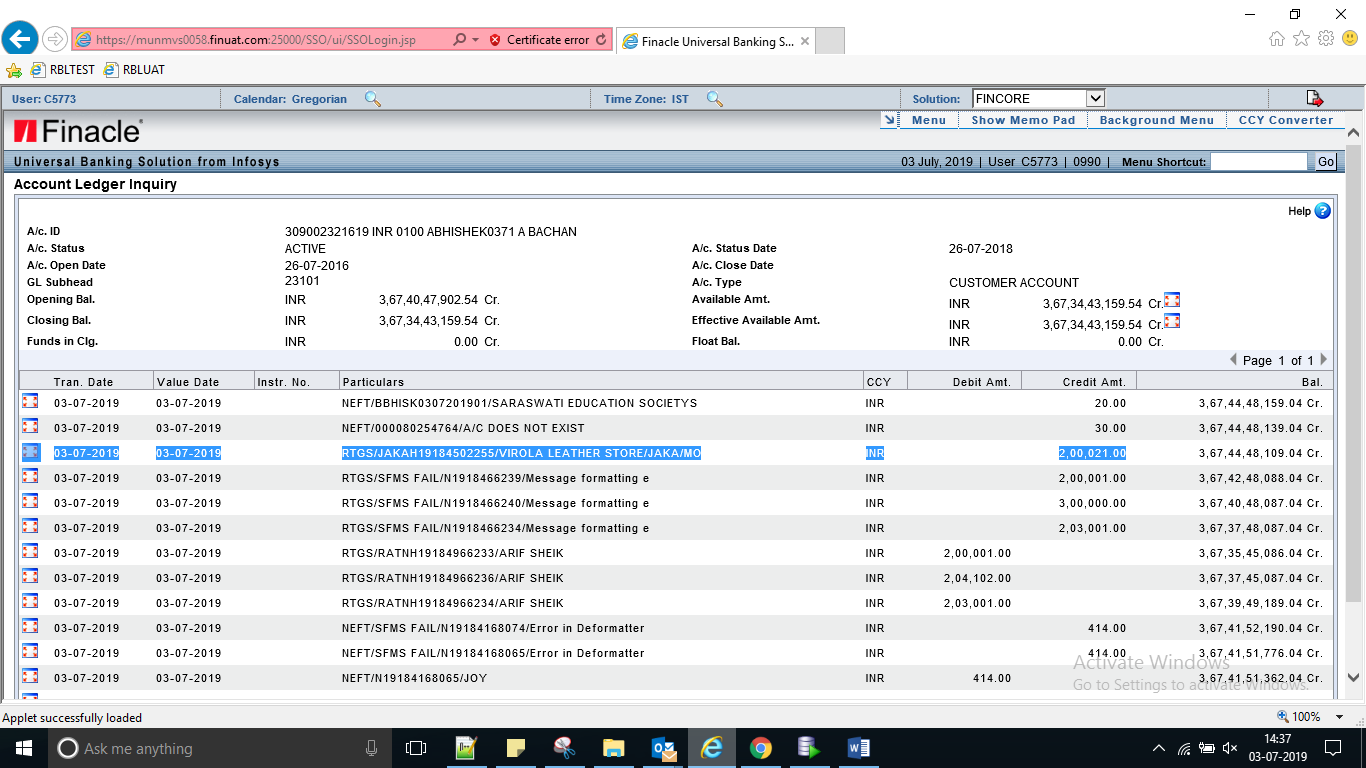 https://munmvs0058.finuat.com:25000/SSO/ui/SSOLogin.jsp Certificate error Finacle Universal Banking S...
RBLTEST RBLUAT
User: C5773 Calendar: Gregorian Time Zone: IST Solution: FINCORE
Menu Show Memo Pad Background Menu CCY Converter
Finacle
Universal Banking Solution from Infosys 03 July, 2019 | User C5773 | 0990 | Menu Shortcut: Go
Account Ledger Inquiry
Help
A/c. ID 309002321619 INR 0100 ABHISHEK0371 A BACHAN
A/c. Status ACTIVE A/c. Status Date 26-07-2018
A/c. Open Date 26-07-2016 A/c. Close Date
GL Subhead 23101 A/c. Type CUSTOMER ACCOUNT
Opening Bal. INR 3,67,40,47,902.54 Cr. Available Amt. INR 3,67,34,43,159.54 Cr.
Closing Bal. INR 3,67,34,43,159.54 Cr. Effective Available Amt. INR 3,67,34,43,159.54 Cr.
Funds in Clg. INR 0.00 Cr. Float Bal. INR 0.00 Cr.
Page 1 of 1
Tran. Date Value Date Instr. No. Particulars CCY Debit Amt. Credit Amt. Bal.
03-07-2019 03-07-2019 NEFT/BBHISK0307201901/SARASWATI EDUCATION SOCIETYS INR 20.00 3,67,44,48,159.04 Cr.
03-07-2019 03-07-2019 NEFT/000080254764/A/C DOES NOT EXIST INR 30.00 3,67,44,48,139.04 Cr.
03-07-2019 03-07-2019 RTGS/JAKAH19184502255/VIROLA LEATHER STORE/JAKA/MO INR 2,00,021.00 3,67,44,48,109.04 Cr.
03-07-2019 03-07-2019 RTGS/SFMS FAIL/N1918466239/Message formatting e INR 2,00,001.00 3,67,42,48,088.04 Cr.
03-07-2019 03-07-2019 RTGS/SFMS FAIL/N1918466240/Message formatting e INR 3,00,000.00 3,67,40,48,087.04 Cr.
03-07-2019 03-07-2019 RTGS/SFMS FAIL/N1918466234/Message formatting e INR 2,03,001.00 3,67,37,48,087.04 Cr.
03-07-2019 03-07-2019 RTGS/RATNH19184966233/ARIF SHEIK INR 2,00,001.00 3,67,35,45,086.04 Cr.
03-07-2019 03-07-2019 RTGS/RATNH19184966236/ARIF SHEIK INR 2,04,102.00 3,67,37,45,087.04 Cr.
03-07-2019 03-07-2019 RTGS/RATNH19184966234/ARIF SHEIK INR 2,03,001.00 3,67,39,49,189.04 Cr.
03-07-2019 03-07-2019 NEFT/SFMS FAIL/N19184168074/Error in Deformatter INR 414.00 3,67,41,52,190.04 Cr.
03-07-2019 03-07-2019 NEFT/SFMS FAIL/N19184168065/Error in Deformatter INR 414.00 3,67,41,51,776.04 Cr.
Activate Windows
03-07-2019 03-07-2019 NEFT/N19184168065/JOY INR 414.00 3,67,41,51,362.04 Cr.
Go to Settings to activate Windows.
Applet successfully loaded 100%
Ask me anything 14:37
03-07-2019